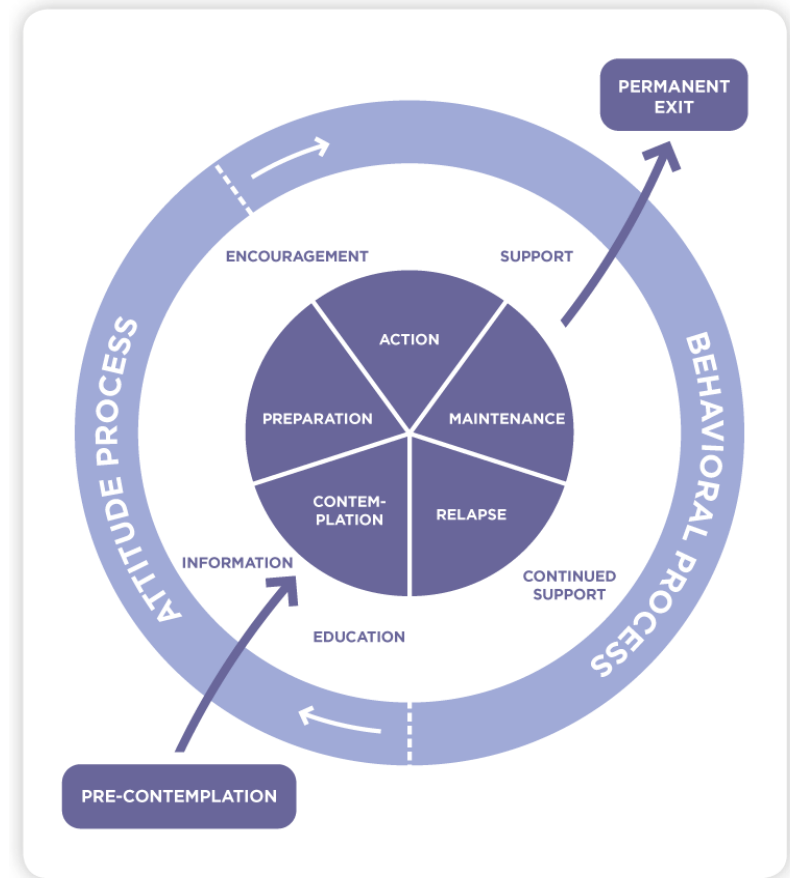 PERMANENT
EXIT
ENCOURAGEMENT
SUPPORT
ACTION
PREPARATION
MAINTENANCE
CONTEM-
PLATION
RELAPSE
INFORMATION
CONTINUED
SUPPORT
EDUCATION
ATTITUDE PROCESS
BEHAVIORAL PROCESS
PRE-CONTEMPLATION